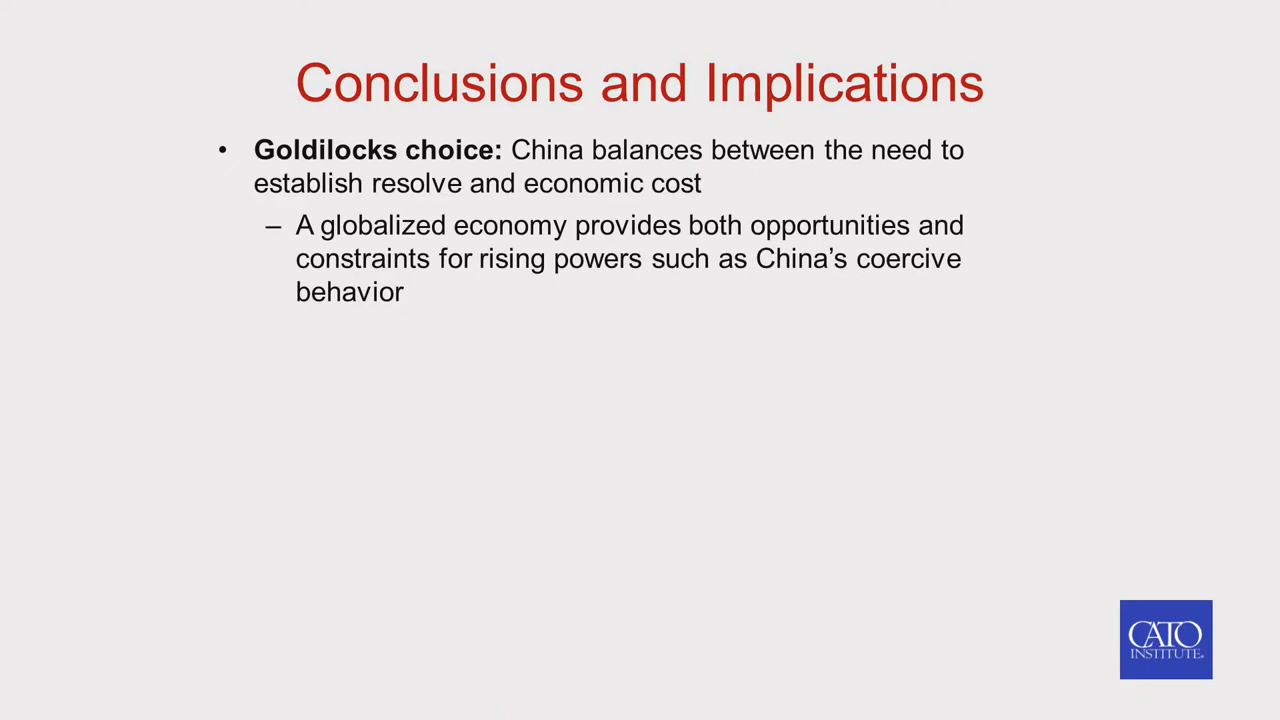 Conclusions and Implications
• Goldilocks choice: China balances between the need to
establish resolve and economic cost
– A globalized economy provides both opportunities and
constraints for rising powers such as China’s coercive
behavior
CATO
INSTITUTE®